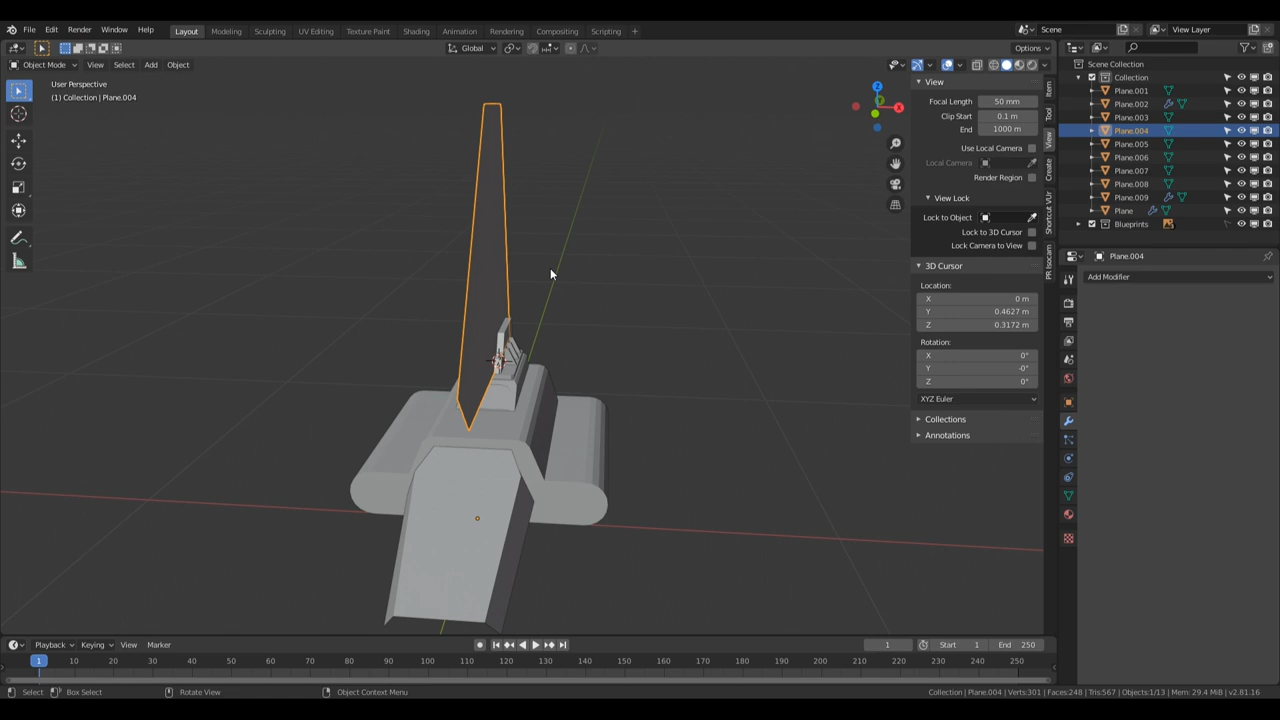 File Edit Render Window Help Layout Modeling Sculpting UV Editing Texture Paint Shading Animation Rendering Compositing Scripting + Scene View Layer
Global Options
Object Mode View Select Add Object
User Perspective
(1) Collection | Plane.004
Z
X
View
Focal Length 50 mm
Clip Start 0.1 m
End 1000 m
Use Local Camera
Local Camera
Render Region
View Lock
Lock to Object
Lock to 3D Cursor
Lock Camera to View
3D Cursor
Location:
X 0 m
Y 0.4627 m
Z 0.3172 m
Rotation:
X 0°
Y -0°
Z 0°
XYZ Euler
Collections
Annotations
Item
Tool
View
Create
Shortcut VUr
PR Isocam
Scene Collection
Collection
Plane.001
Plane.002
Plane.003
Plane.004
Plane.005
Plane.006
Plane.007
Plane.008
Plane.009
Plane
Blueprints
Plane.004
Add Modifier
Playback Keying View Marker 1 Start 1 End 250
1 10 20 30 40 50 60 70 80 90 100 110 120 130 140 150 160 170 180 190 200 210 220 230 240 250
Select Box Select Rotate View Object Context Menu Collection | Plane.004 | Verts:301 | Faces:248 | Tris:567 | Objects:1/13 | Mem: 29.4 MiB | v2.81.16